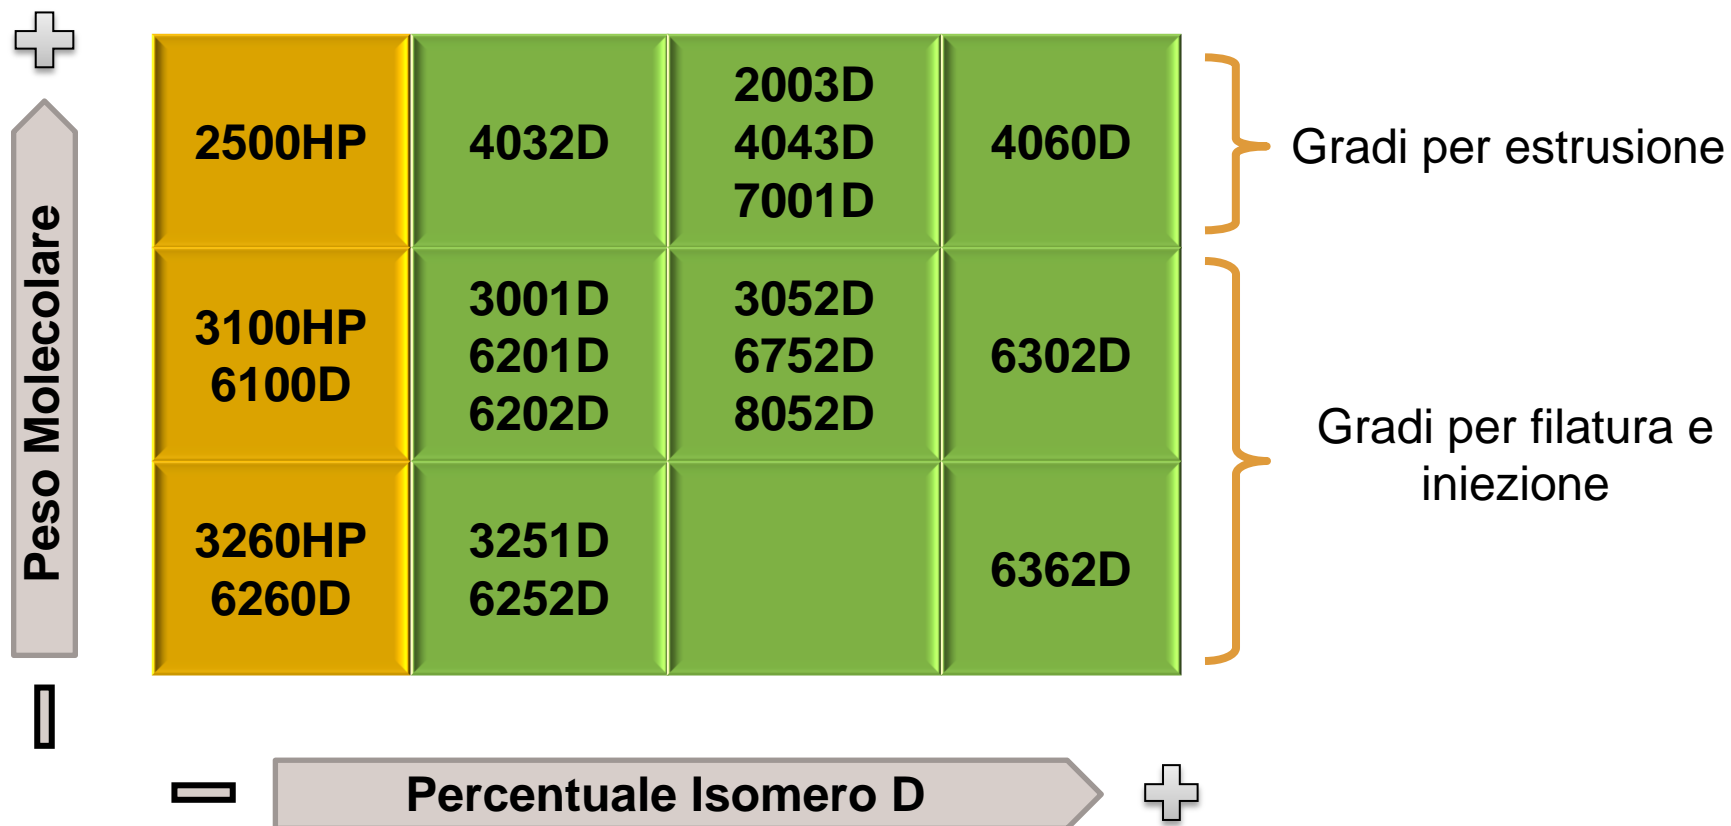 2500HP
4032D
2003D
4043D
7001D
4060D
Gradi per estrusione
Peso Molecolare
3100HP
6100D
3001D
6201D
6202D
3052D
6752D
8052D
6302D
Gradi per filatura e
iniezione
3260HP
6260D
3251D
6252D
6362D
Percentuale Isomero D